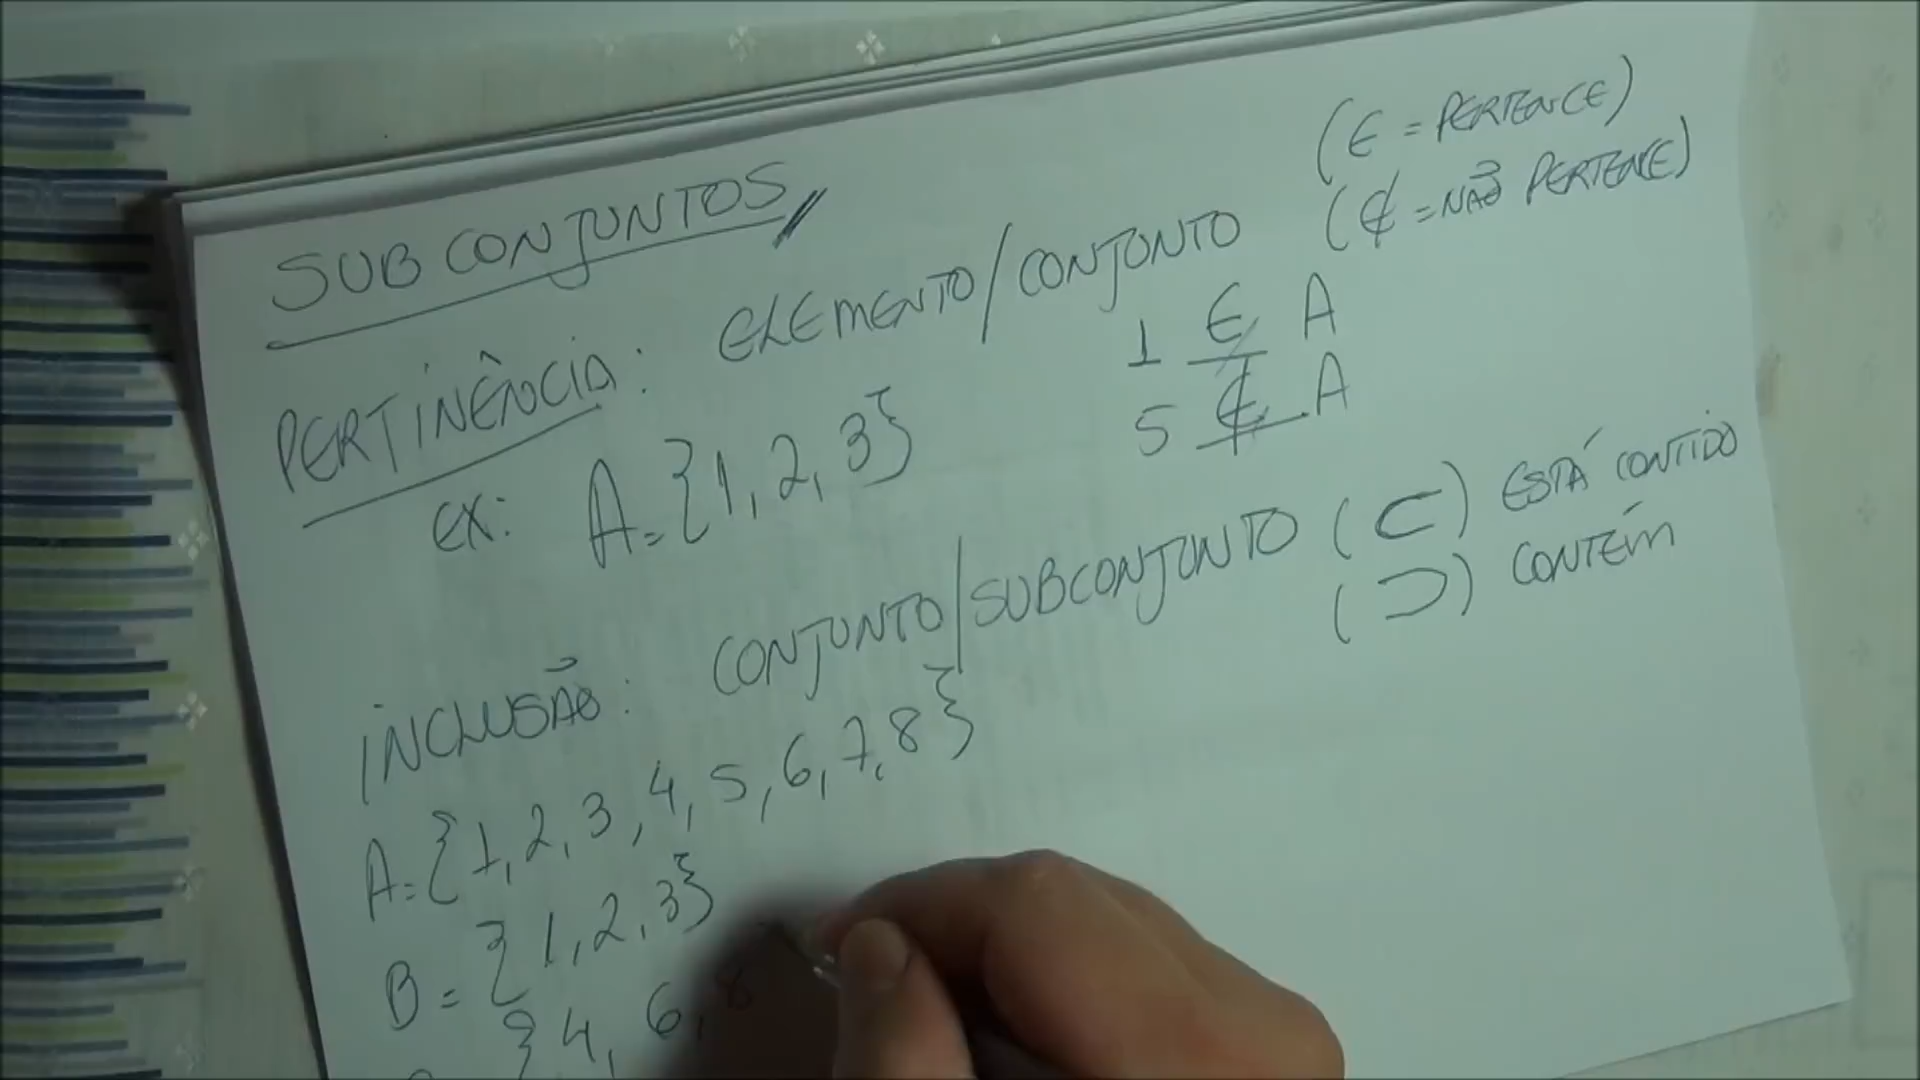 SUBCONJUNTOS
PERTINÊNCIA: ELEMENTO/CONJUNTO (∈ = PERTENCE)
(∉ = NÃO PERTENCE)
ex: A = {1, 2, 3} 1 ∈ A
5 ∉ A
INCLUSÃO: CONJUNTO/SUBCONJUNTO (⊂) ESTÁ CONTIDO
(⊃) CONTÉM
A = {1, 2, 3, 4, 5, 6, 7, 8}
B = {1, 2, 3}
{4, 6, 8